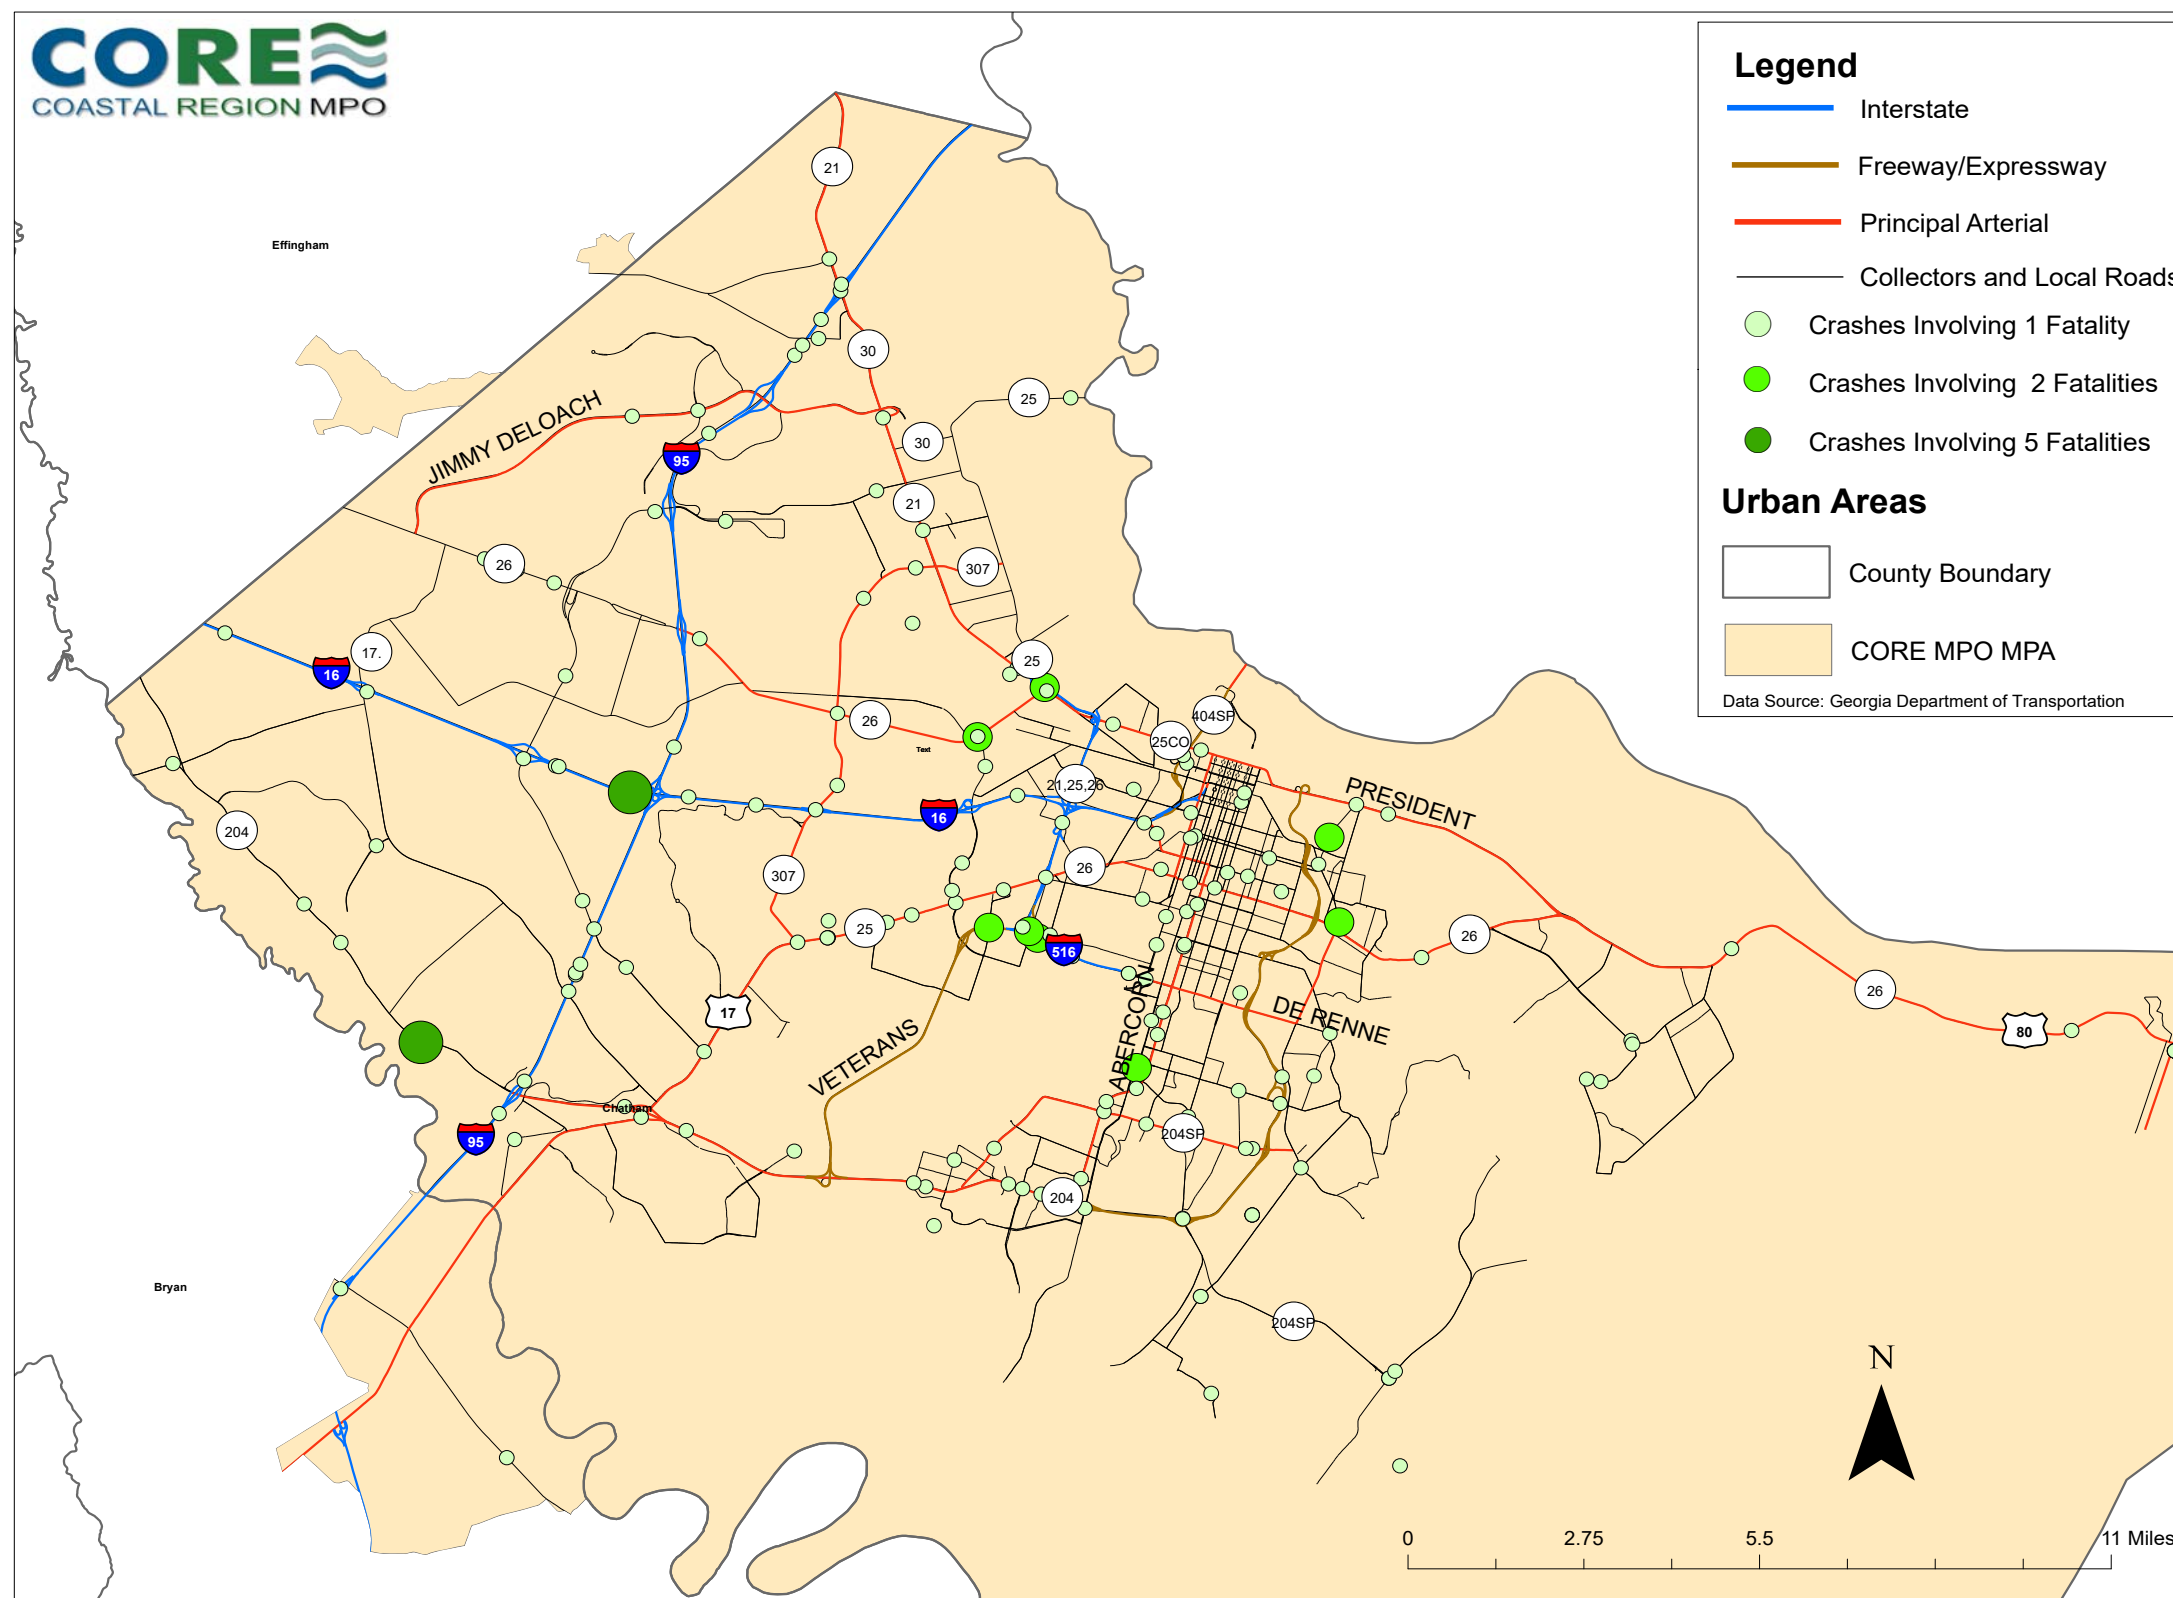 CORE
COASTAL REGION MPO
Legend
Interstate
Freeway/Expressway
Principal Arterial
Collectors and Local Roads
Crashes Involving 1 Fatality
Crashes Involving 2 Fatalities
Crashes Involving 5 Fatalities
Urban Areas
County Boundary
CORE MPO MPA
Data Source: Georgia Department of Transportation
21
Effingham
30
25
JIMMY DELOACH
30
95
21
26
307
17.
25
16
404SP
26
25CO
Text
21,25,26
PRESIDENT
16
204
26
307
25
26
516
26
17
ABERCORN
DE RENNE
80
VETERANS
Chatham
95
204SP
204
Bryan
204SP
N
0
2.75
5.5
11 Miles